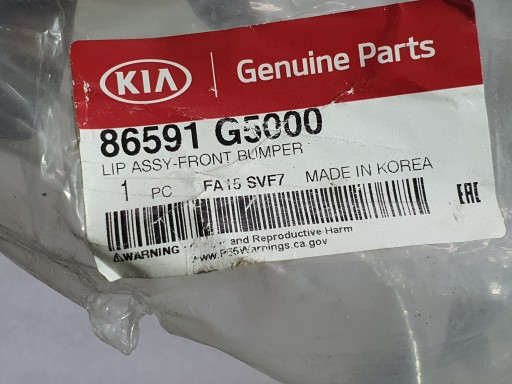 KIA Genuine Parts
86591 G5000
LIP ASSY-FRONT BUMPER
1 PC FA15 SVF7 MADE IN KOREA
EAC
WARNING and Reproductive Harm
www.P65Warnings.ca.gov